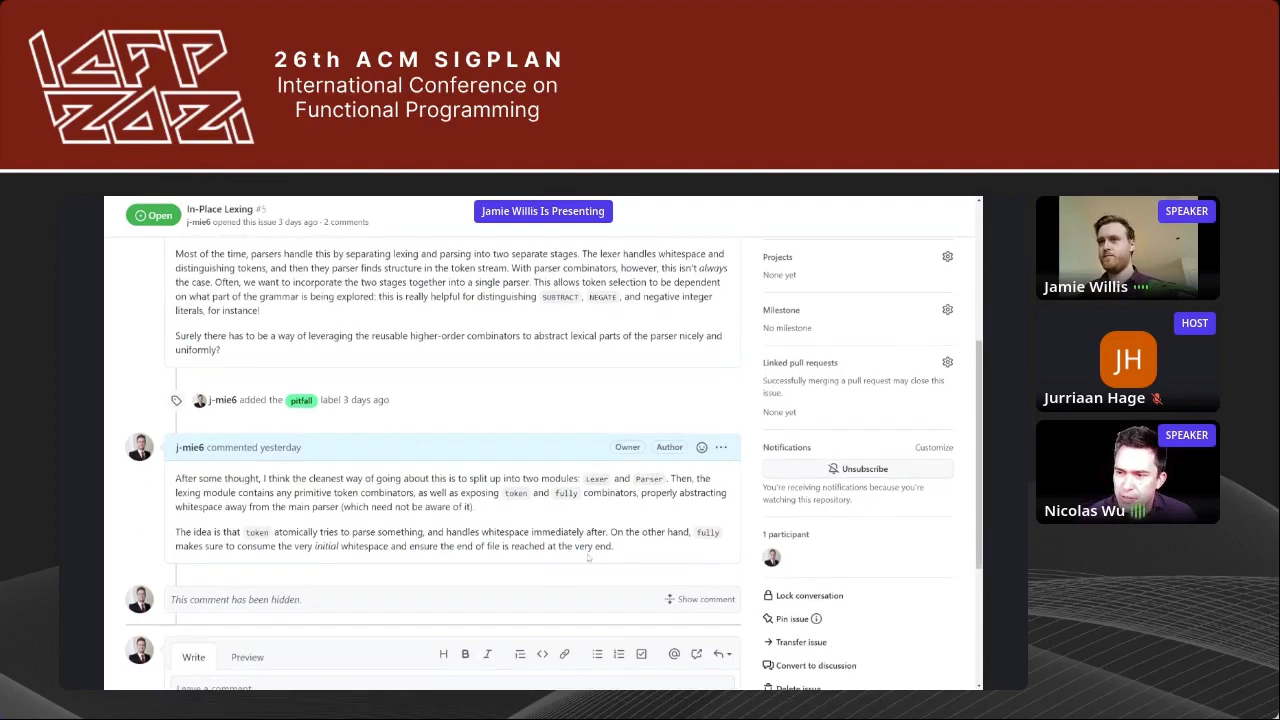 ICFP
2021
26th ACM SIGPLAN
International Conference on
Functional Programming
Open
In-Place Lexing #5
j-mie6 opened this issue 3 days ago · 2 comments
Jamie Willis Is Presenting
Most of the time, parsers handle this by separating lexing and parsing into two separate stages. The lexer handles whitespace and
distinguishing tokens, and then they parser finds structure in the token stream. With parser combinators, however, this isn't always
the case. Often, we want to incorporate the two stages together into a single parser. This allows token selection to be dependent
on what part of the grammar is being explored: this is really helpful for distinguishing SUBTRACT, NEGATE, and negative integer
literals, for instance!
Surely there has to be a way of leveraging the reusable higher-order combinators to abstract lexical parts of the parser nicely and
uniformly?
j-mie6 added the pitfall label 3 days ago
j-mie6 commented yesterday
Owner
Author
After some thought, I think the cleanest way of going about this is to split up into two modules: Lexer and Parser. Then, the
lexing module contains any primitive token combinators, as well as exposing token and fully combinators, properly abstracting
whitespace away from the main parser (which need not be aware of it).
The idea is that token atomically tries to parse something, and handles whitespace immediately after. On the other hand, fully
makes sure to consume the very initial whitespace and ensure the end of file is reached at the very end.
This comment has been hidden.
Show comment
Write
Preview
H B I
Leave a comment
Projects
None yet
Milestone
No milestone
Linked pull requests
Successfully merging a pull request may close this
issue.
None yet
Notifications
Customize
Unsubscribe
You're receiving notifications because you're
watching this repository.
1 participant
Lock conversation
Pin issue
Transfer issue
Convert to discussion
Delete issue
SPEAKER
Jamie Willis
HOST
JH
Jurriaan Hage
SPEAKER
Nicolas Wu